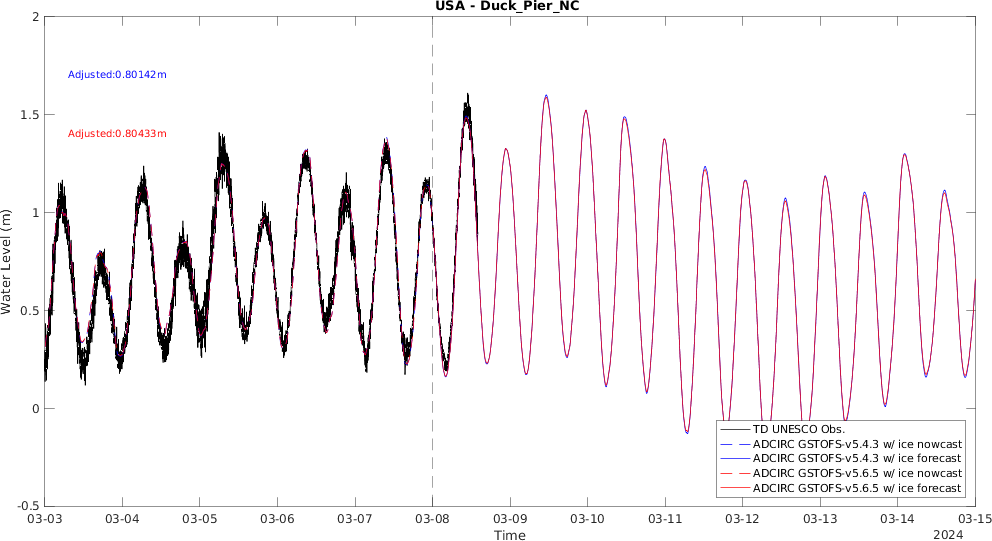 USA - Duck_Pier_NC
2
Adjusted:0.80142m
1.5
Adjusted:0.80433m
1
Water Level (m)
0.5
0
TD UNESCO Obs.
ADCIRC GSTOFS-v5.4.3 w/ ice nowcast
ADCIRC GSTOFS-v5.4.3 w/ ice forecast
ADCIRC GSTOFS-v5.6.5 w/ ice nowcast
ADCIRC GSTOFS-v5.6.5 w/ ice forecast
-0.5
03-03 03-04 03-05 03-06 03-07 03-08 03-09 03-10 03-11 03-12 03-13 03-14 03-15
Time
2024